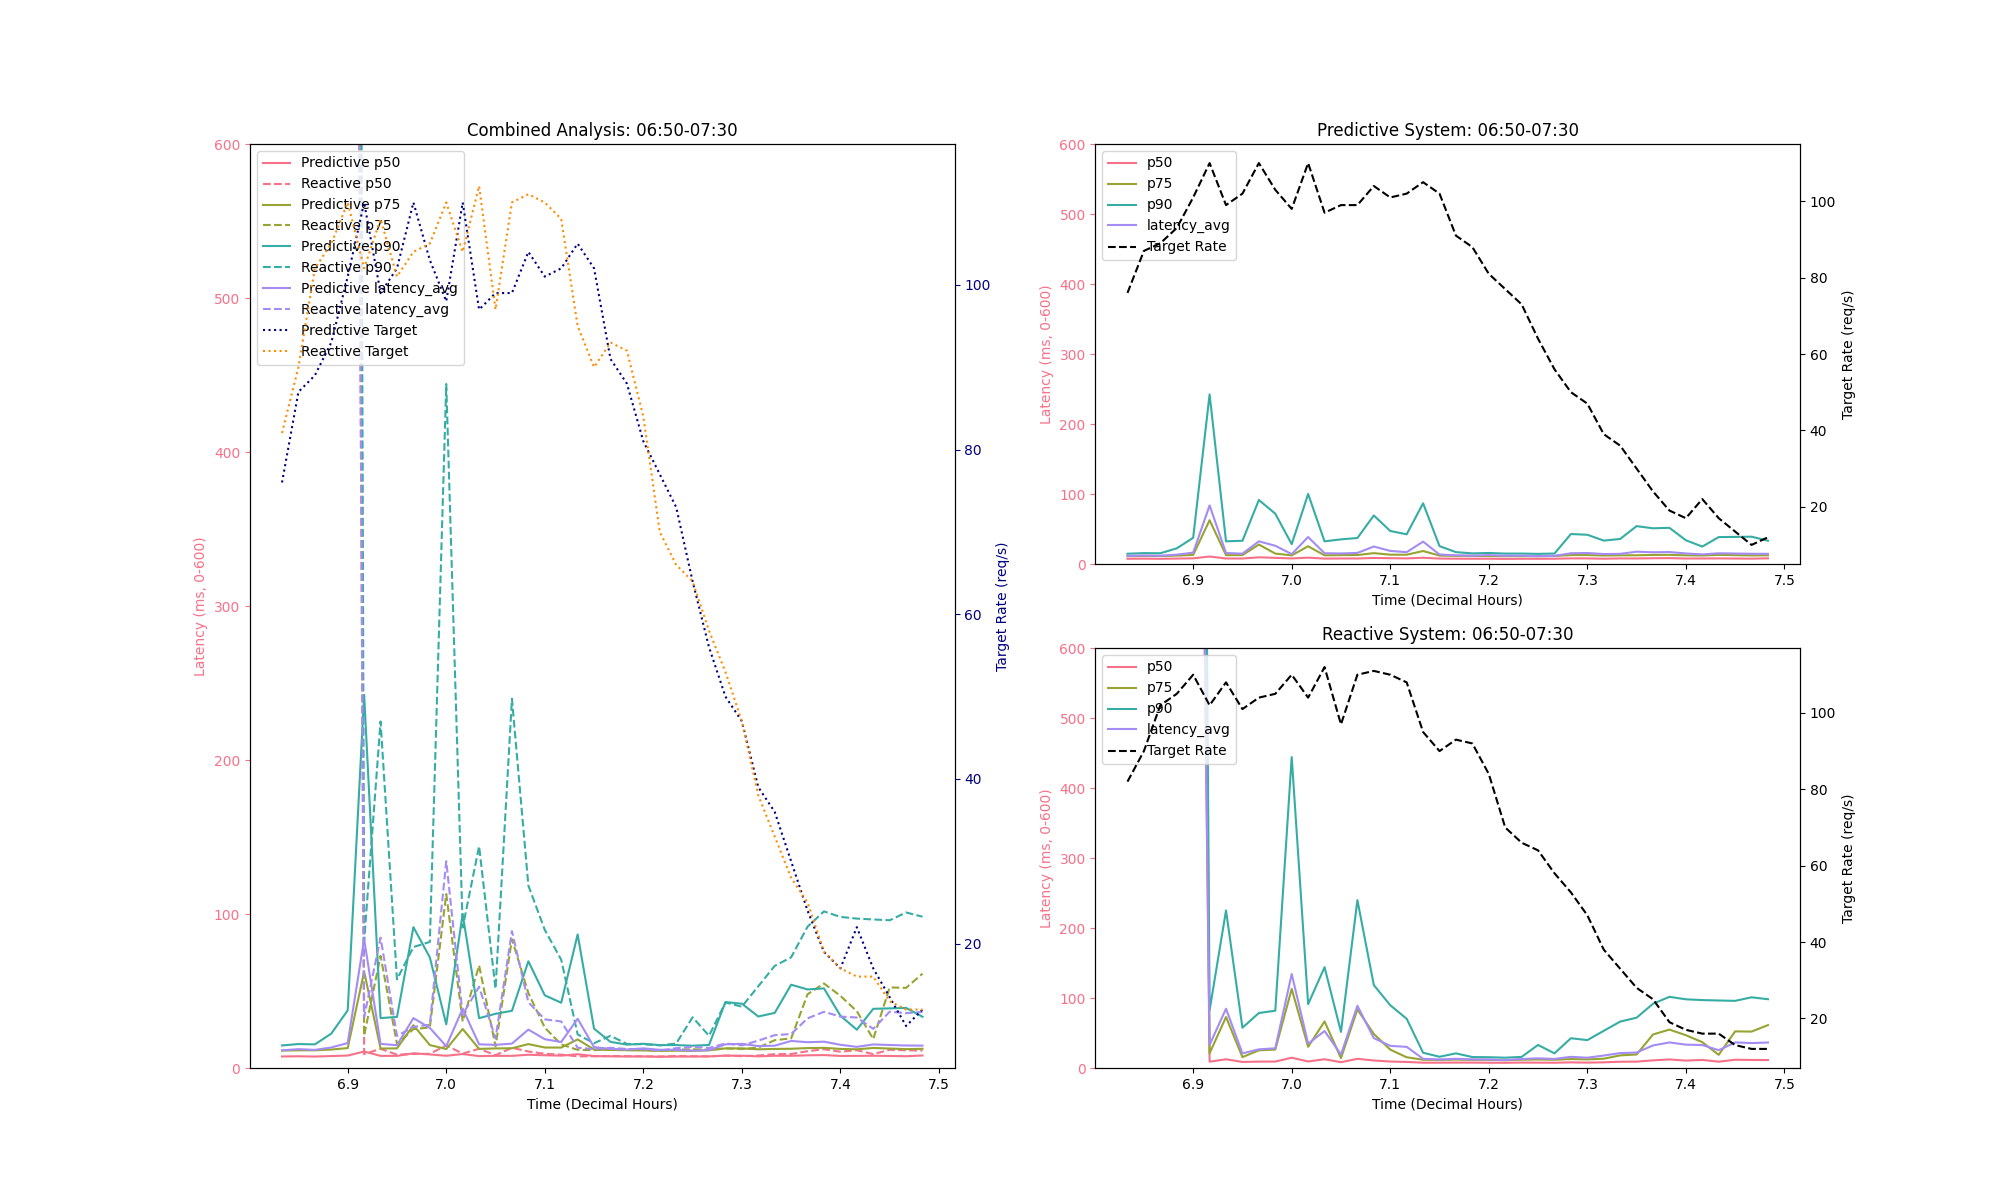 Combined Analysis: 06:50-07:30
600
500
400
300
200
100
0
Latency (ms, 0-600)
Predictive p50
Reactive p50
Predictive p75
Reactive p75
Predictive p90
Reactive p90
Predictive latency_avg
Reactive latency_avg
Predictive Target
Reactive Target
100
80
60
40
20
Target Rate (req/s)
6.9 7.0 7.1 7.2 7.3 7.4 7.5
Time (Decimal Hours)
Predictive System: 06:50-07:30
600
500
400
300
200
100
0
Latency (ms, 0-600)
p50
p75
p90
latency_avg
Target Rate
100
80
60
40
20
Target Rate (req/s)
6.9 7.0 7.1 7.2 7.3 7.4 7.5
Time (Decimal Hours)
Reactive System: 06:50-07:30
600
500
400
300
200
100
0
Latency (ms, 0-600)
p50
p75
p90
latency_avg
Target Rate
100
80
60
40
20
Target Rate (req/s)
6.9 7.0 7.1 7.2 7.3 7.4 7.5
Time (Decimal Hours)